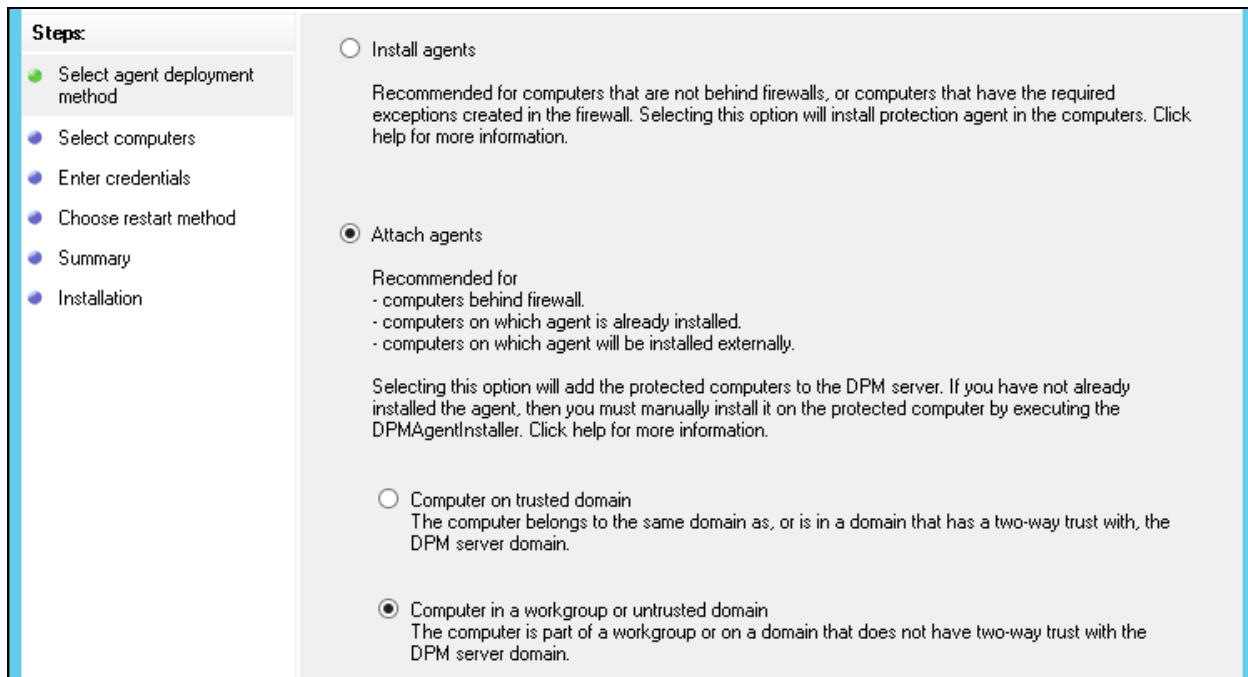 Steps:
Select agent deployment
method
Select computers
Enter credentials
Choose restart method
Summary
Installation
Install agents
Recommended for computers that are not behind firewalls, or computers that have the required
exceptions created in the firewall. Selecting this option will install protection agent in the computers. Click
help for more information.
Attach agents
Recommended for
- computers behind firewall.
- computers on which agent is already installed.
- computers on which agent will be installed externally.
Selecting this option will add the protected computers to the DPM server. If you have not already
installed the agent, then you must manually install it on the protected computer by executing the
DPMAgentInstaller. Click help for more information.
Computer on trusted domain
The computer belongs to the same domain as, or is in a domain that has a two-way trust with, the
DPM server domain.
Computer in a workgroup or untrusted domain
The computer is part of a workgroup or on a domain that does not have two-way trust with the
DPM server domain.